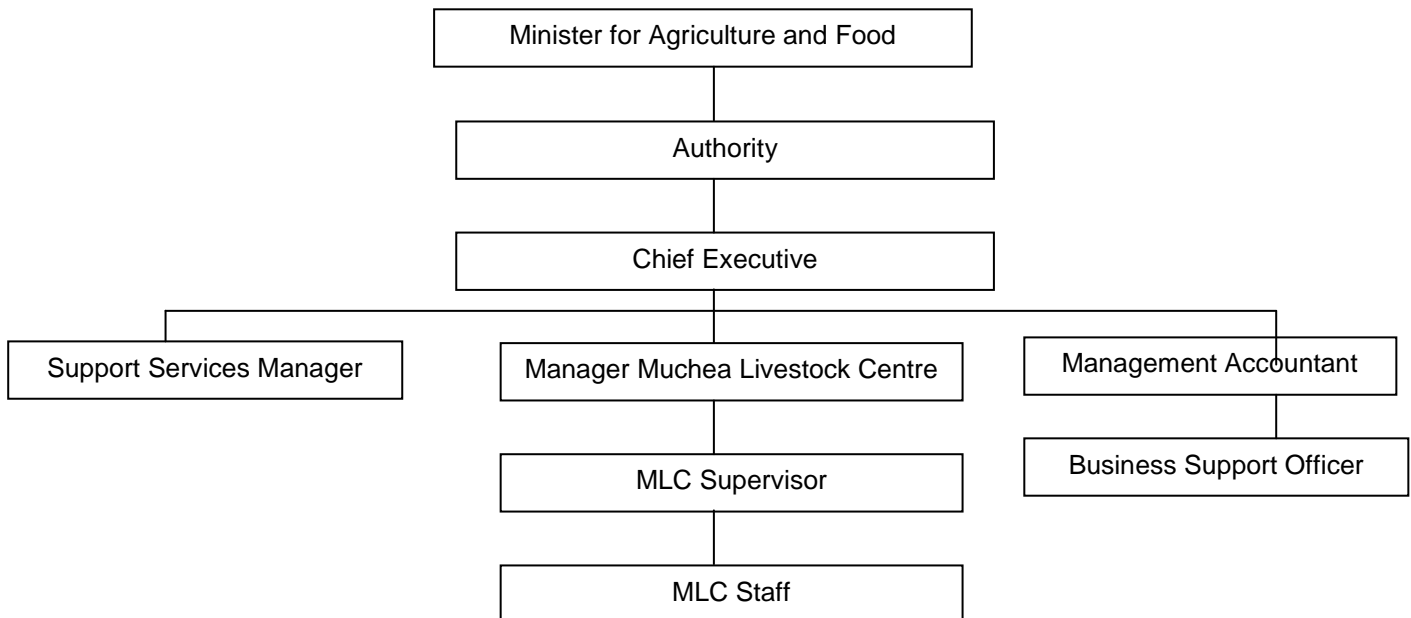 Minister for Agriculture and Food
Authority
Chief Executive
Support Services Manager
Manager Muchea Livestock Centre
Management Accountant
Business Support Officer
MLC Supervisor
MLC Staff